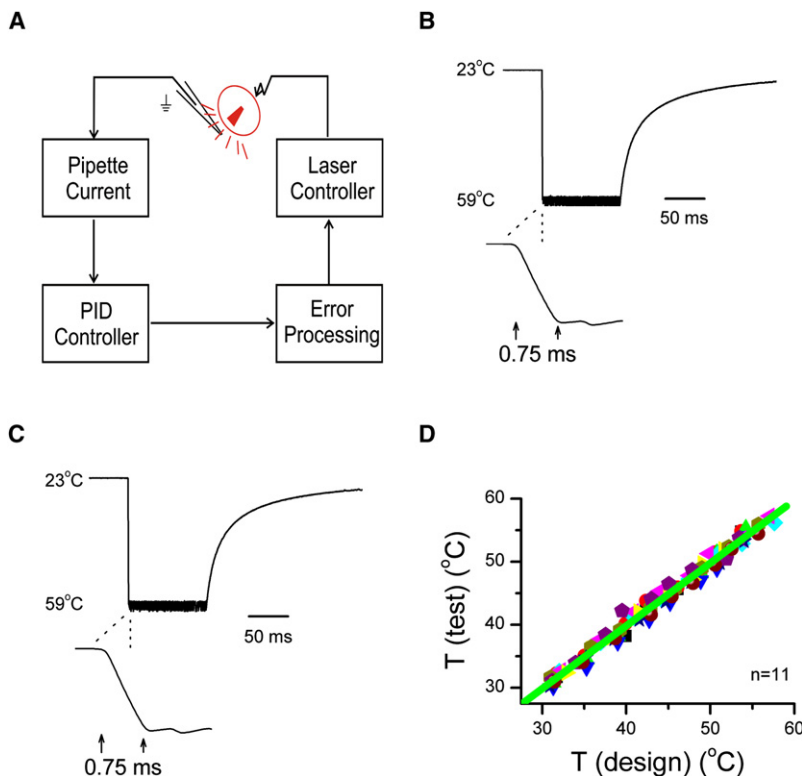 A
Pipette
Current
Laser
Controller
PID
Controller
Error
Processing
B
23°C
59°C
50 ms
0.75 ms
C
23°C
59°C
50 ms
0.75 ms
D
T (test) (°C)
60
50
40
30
n=11
30 40 50 60
T (design) (°C)